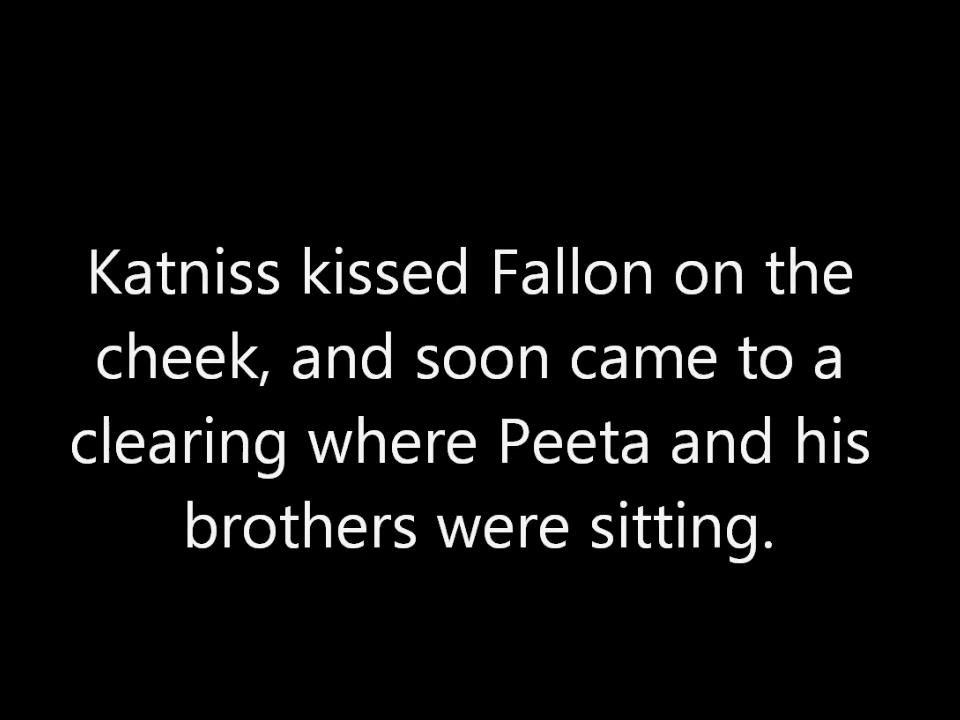 Katniss kissed Fallon on the
cheek, and soon came to a
clearing where Peeta and his
brothers were sitting.